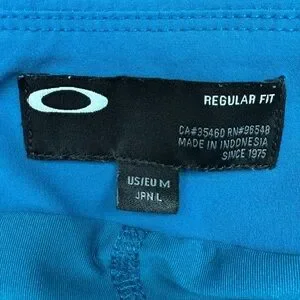 REGULAR FIT
CA#35460 RN#96548
MADE IN INDONESIA
SINCE 1975
US/EU M
JPN L